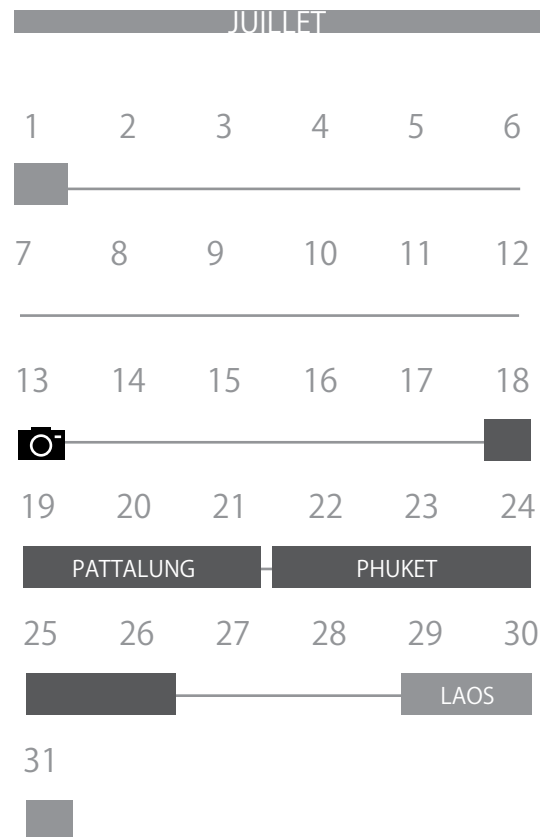 JUILLET
1 2 3 4 5 6
7 8 9 10 11 12
13 14 15 16 17 18
19 20 21 22 23 24
PATTALUNG PHUKET
25 26 27 28 29 30
LAOS
31